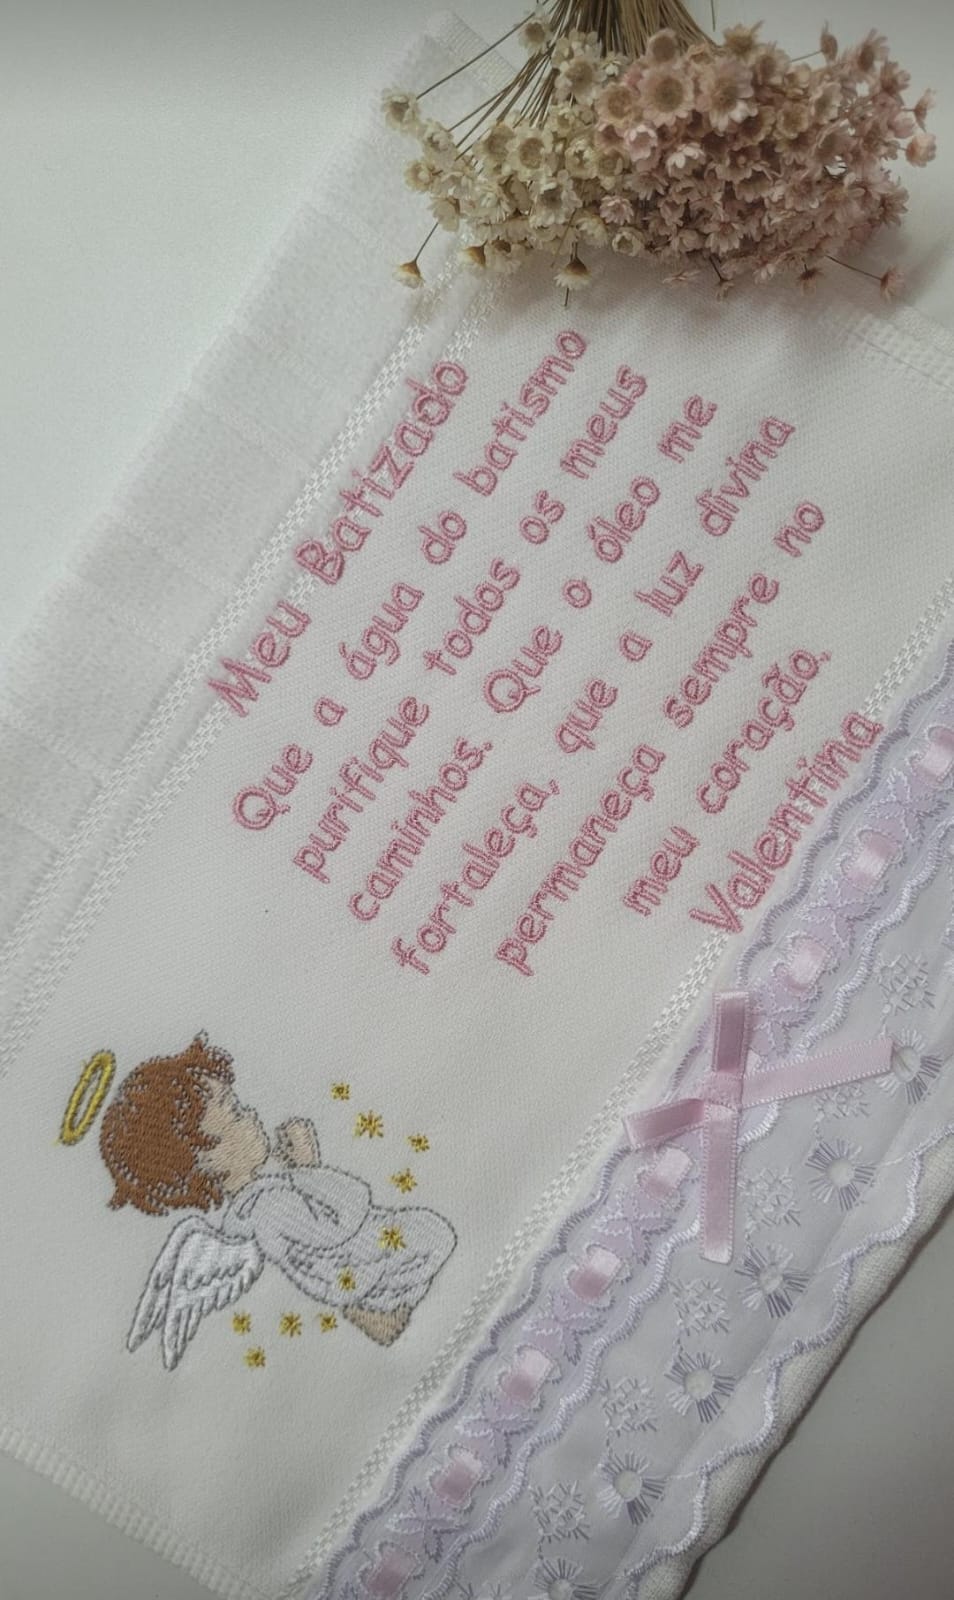 Meu Batizado
Que a água do batismo
purifique todos os meus
caminhos. Que o óleo me
fortaleça, que a luz divina
permaneça sempre no
meu coração,
Valentina